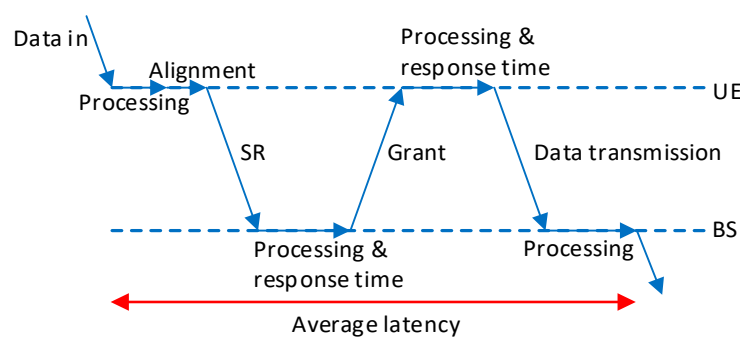 Data in
Processing &
response time
Alignment
Processing
UE
SR
Grant
Data transmission
BS
Processing &
response time
Processing
Average latency